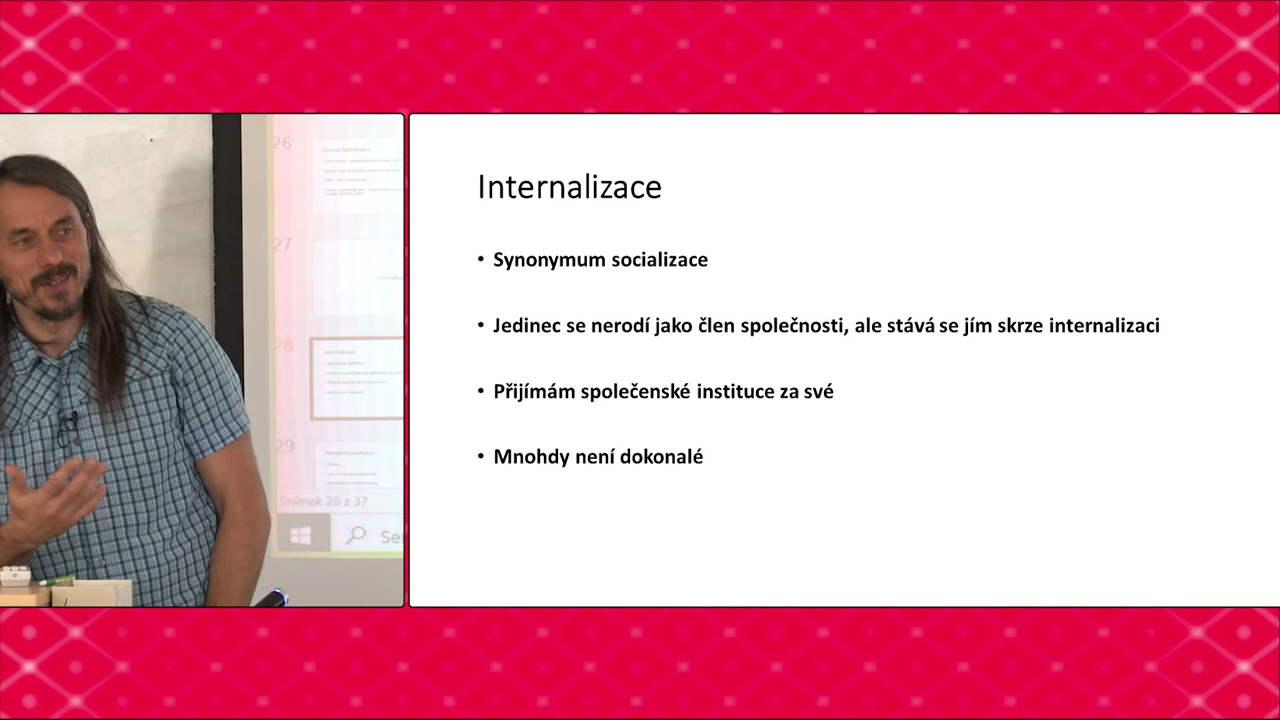 26
27
28
29
Snímek 28 z 37
Internalizace
• Synonymum socializace
• Jedinec se nerodí jako člen společnosti, ale stává se jím skrze internalizaci
• Přijímám společenské instituce za své
• Mnohdy není dokonalé